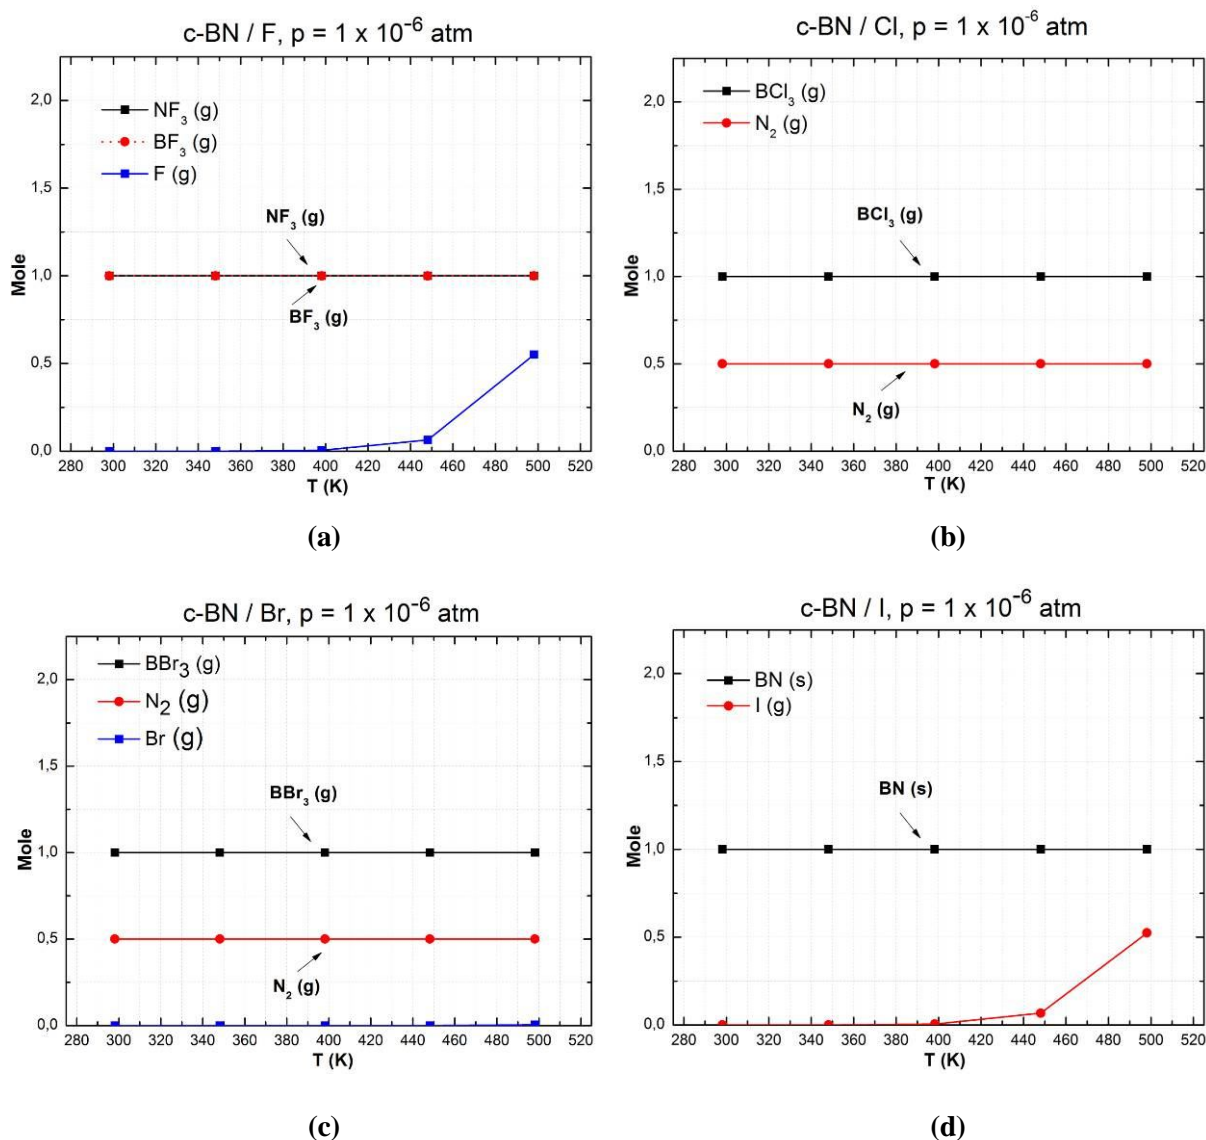 c-BN / F, p = 1 x 10⁻⁶ atm
2,0
1,5
1,0
0,5
0,0
Mole
NF₃ (g)
BF₃ (g)
F (g)
NF₃ (g)
BF₃ (g)
280 300 320 340 360 380 400 420 440 460 480 500 520
T (K)
(a)
c-BN / Cl, p = 1 x 10⁻⁶ atm
2,0
1,5
1,0
0,5
0,0
Mole
BCl₃ (g)
N₂ (g)
BCl₃ (g)
N₂ (g)
280 300 320 340 360 380 400 420 440 460 480 500 520
T (K)
(b)
c-BN / Br, p = 1 x 10⁻⁶ atm
2,0
1,5
1,0
0,5
0,0
Mole
BBr₃ (g)
N₂ (g)
Br (g)
BBr₃ (g)
N₂ (g)
280 300 320 340 360 380 400 420 440 460 480 500 520
T (K)
(c)
c-BN / I, p = 1 x 10⁻⁶ atm
2,0
1,5
1,0
0,5
0,0
Mole
BN (s)
I (g)
BN (s)
280 300 320 340 360 380 400 420 440 460 480 500 520
T (K)
(d)